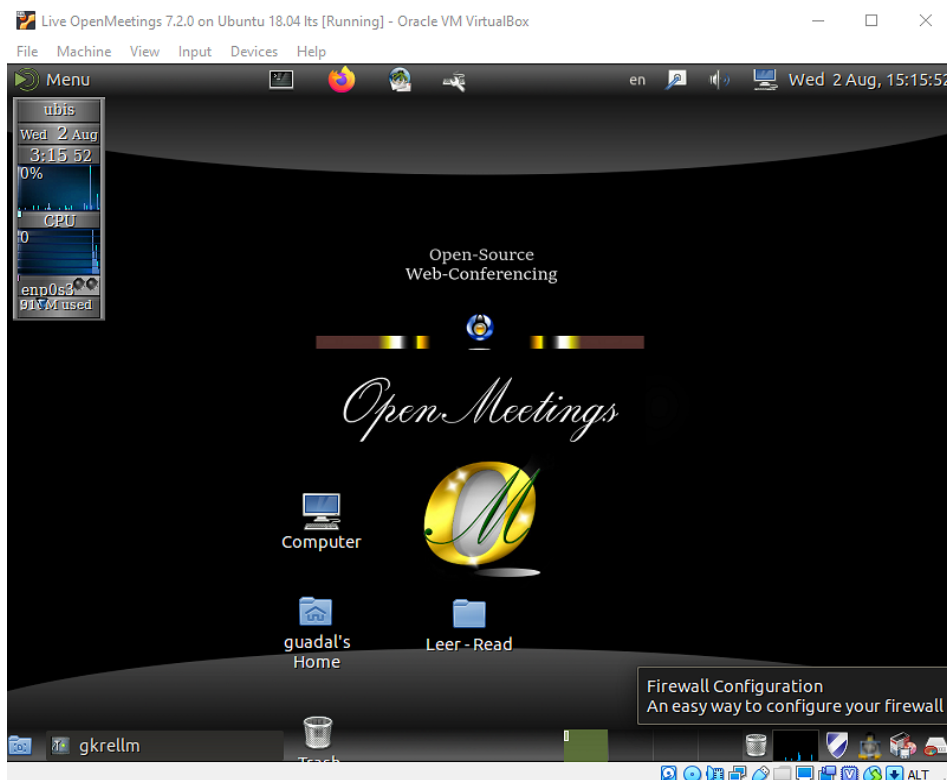 Live OpenMeetings 7.2.0 on Ubuntu 18.04 lts [Running] - Oracle VM VirtualBox
File Machine View Input Devices Help
Menu en Wed 2 Aug, 15:15:52
ubis
Wed 2 Aug
3:15 52
0%
CPU
0
enp0s3
used
Open-Source
Web-Conferencing
OpenMeetings
M
Computer
guadal's
Home
Leer - Read
Firewall Configuration
An easy way to configure your firewall
gkrellm
Trash
ALT